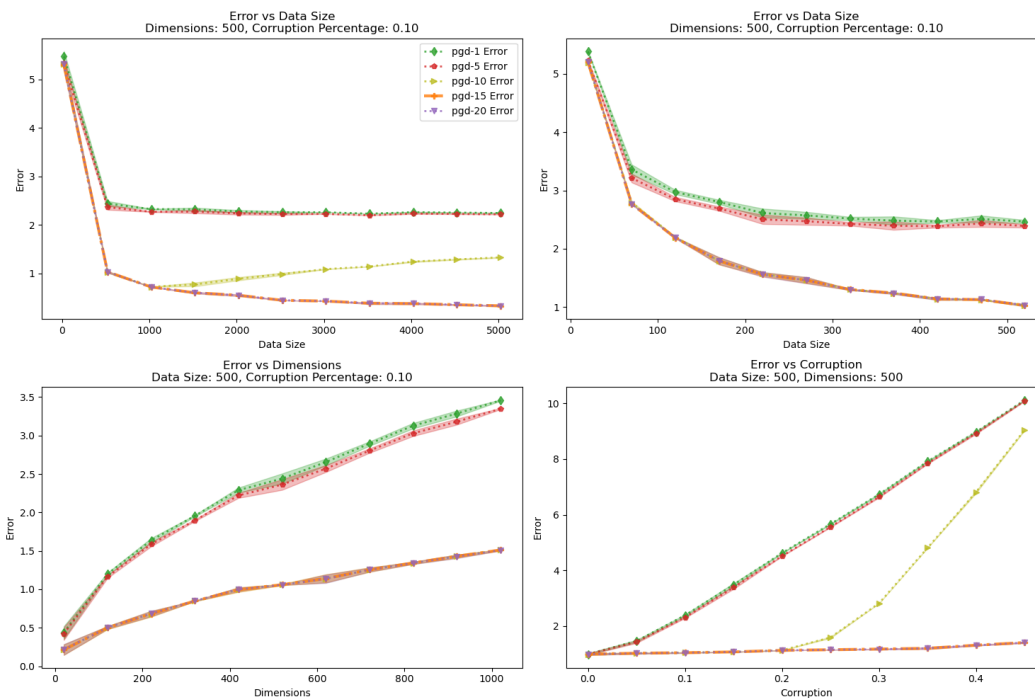 Error vs Data Size
Dimensions: 500, Corruption Percentage: 0.10
pgd-1 Error
pgd-5 Error
pgd-10 Error
pgd-15 Error
pgd-20 Error
5
4
3
2
1
Error
0
1000
2000
3000
4000
5000
Data Size
Error vs Data Size
Dimensions: 500, Corruption Percentage: 0.10
5
4
3
2
1
Error
0
100
200
300
400
500
Data Size
Error vs Dimensions
Data Size: 500, Corruption Percentage: 0.10
3.5
3.0
2.5
2.0
1.5
1.0
0.5
0.0
Error
0
200
400
600
800
1000
Dimensions
Error vs Corruption
Data Size: 500, Dimensions: 500
10
8
6
4
2
Error
0.0
0.1
0.2
0.3
0.4
Corruption